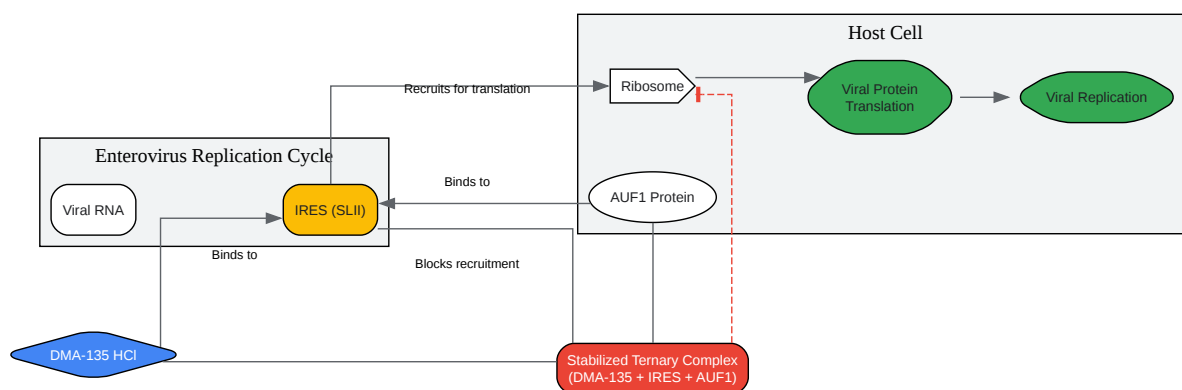 Host Cell
Recruits for translation
Ribosome
Viral Protein
Translation
Viral Replication
Enterovirus Replication Cycle
Viral RNA
IRES (SLII)
Binds to
AUF1 Protein
Binds to
Blocks recruitment
DMA-135 HCl
Stabilized Ternary Complex
(DMA-135 + IRES + AUF1)